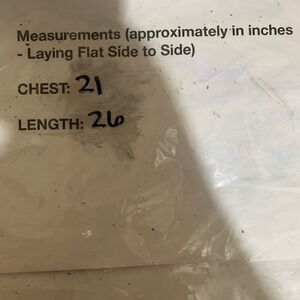 Measurements (approximately in inches
- Laying Flat Side to Side)
CHEST: 21
LENGTH: 26